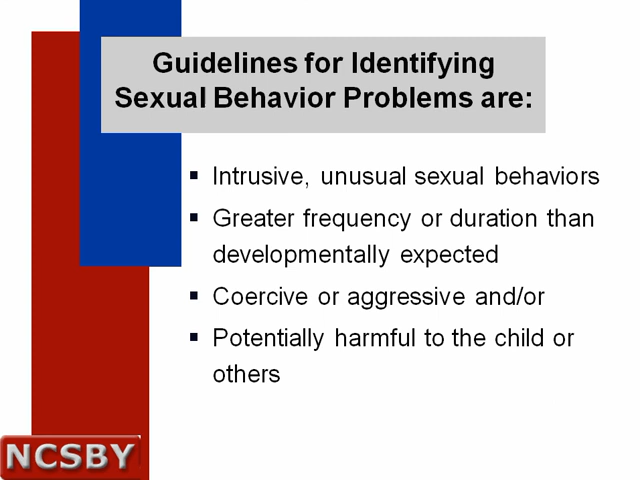 Guidelines for Identifying
Sexual Behavior Problems are:
▪ Intrusive, unusual sexual behaviors
▪ Greater frequency or duration than
developmentally expected
▪ Coercive or aggressive and/or
▪ Potentially harmful to the child or
others
NCSBY